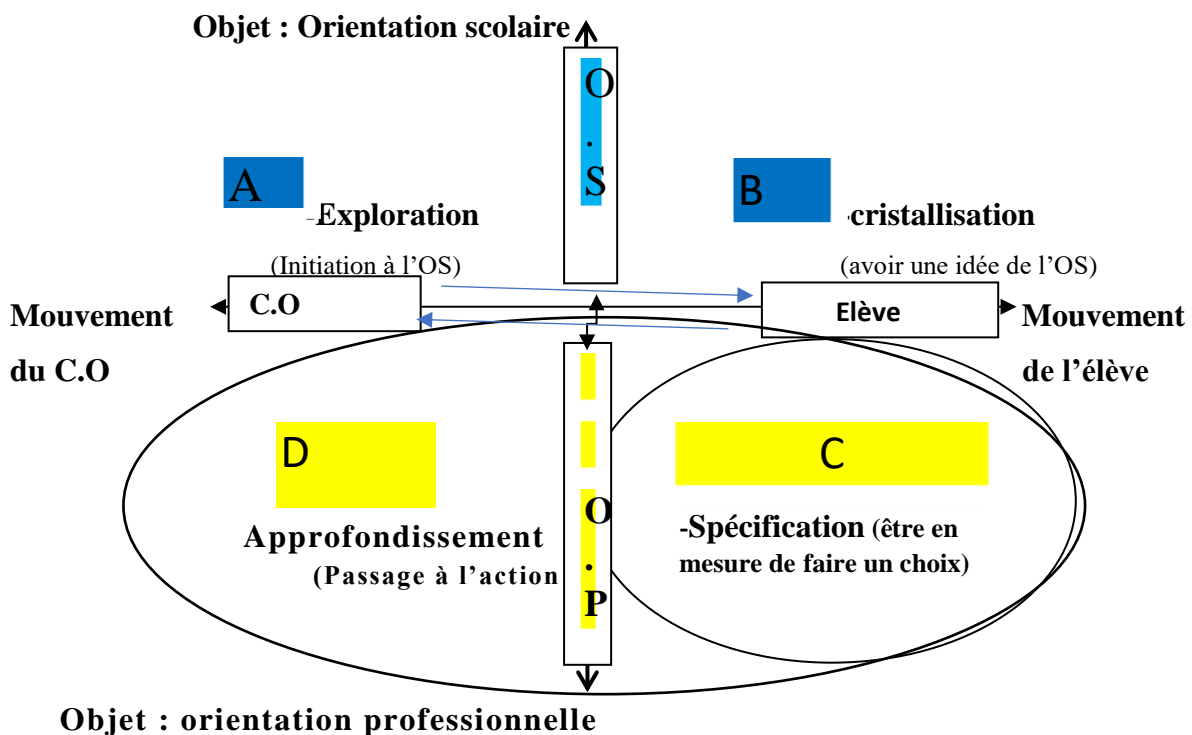 Objet : Orientation scolaire
O
.
S
A
B
-Exploration
-cristallisation
(Initiation à l’OS)
(avoir une idée de l’OS)
C.O
Elève
Mouvement
du C.O
Mouvement
de l’élève
D
C
O
.
P
Approfondissement
(Passage à l’action
-Spécification (être en
mesure de faire un choix)
Objet : orientation professionnelle